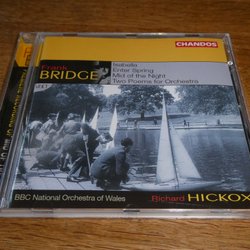 CHANDOS
Frank
BRIDGE
Isabella
Enter Spring
Mid of the Night
Two Poems for Orchestra
BBC National Orchestra of Wales
Richard HICKOX